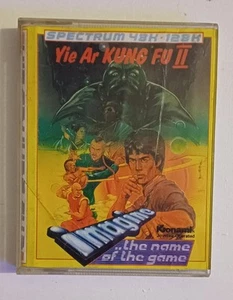 SPECTRUM 48K-128K
Yie Ar KUNG FU II
imagine
Konami
...the name
of the game